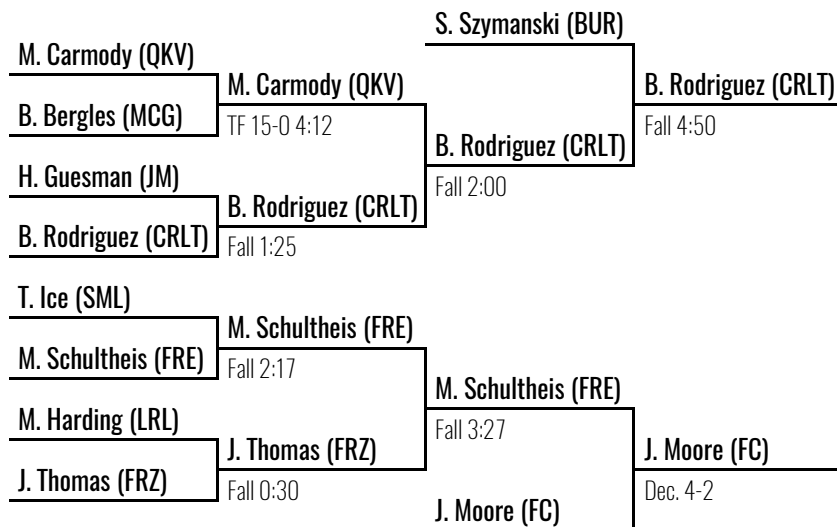 S. Szymanski (BUR)
M. Carmody (QKV)
M. Carmody (QKV)
B. Rodriguez (CRLT)
B. Bergles (MCG)
TF 15-0 4:12
Fall 4:50
B. Rodriguez (CRLT)
H. Guesman (JM)
Fall 2:00
B. Rodriguez (CRLT)
B. Rodriguez (CRLT)
Fall 1:25
T. Ice (SML)
M. Schultheis (FRE)
M. Schultheis (FRE)
Fall 2:17
M. Schultheis (FRE)
M. Harding (LRL)
Fall 3:27
J. Thomas (FRZ)
J. Moore (FC)
J. Thomas (FRZ)
Fall 0:30
Dec. 4-2
J. Moore (FC)